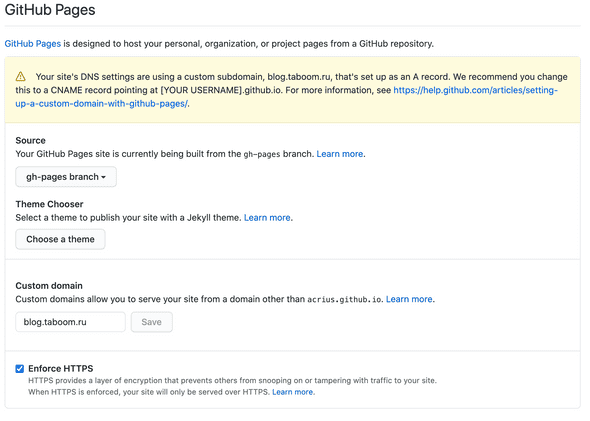 GitHub Pages
GitHub Pages is designed to host your personal, organization, or project pages from a GitHub repository.
Your site's DNS settings are using a custom subdomain, blog.taboom.ru, that's set up as an A record. We recommend you change
this to a CNAME record pointing at [YOUR USERNAME].github.io. For more information, see https://help.github.com/articles/setting-
up-a-custom-domain-with-github-pages/.
Source
Your GitHub Pages site is currently being built from the gh-pages branch. Learn more.
gh-pages branch
Theme Chooser
Select a theme to publish your site with a Jekyll theme. Learn more.
Choose a theme
Custom domain
Custom domains allow you to serve your site from a domain other than acrius.github.io. Learn more.
blog.taboom.ru Save
Enforce HTTPS
HTTPS provides a layer of encryption that prevents others from snooping on or tampering with traffic to your site.
When HTTPS is enforced, your site will only be served over HTTPS. Learn more.